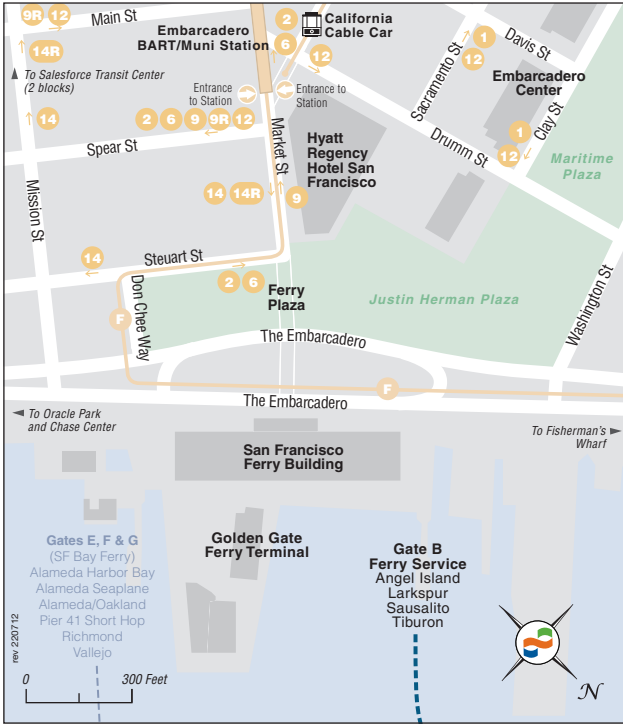 9R 12
Main St
14R
To Salesforce Transit Center
(2 blocks)
Embarcadero
BART/Muni Station
2
6
California
Cable Car
12
Entrance
to Station
Entrance to
Station
Sacramento St
1
12
Davis St
Embarcadero
Center
1
12
Clay St
Drumm St
Maritime
Plaza
14
2 6 9 9R 12
Spear St
Market St
Hyatt
Regency
Hotel San
Francisco
Mission St
14 14R
9
14
Steuart St
2 6
Ferry
Plaza
Justin Herman Plaza
Washington St
Don Chee Way
F
The Embarcadero
F
The Embarcadero
To Oracle Park
and Chase Center
To Fisherman's
Wharf
San Francisco
Ferry Building
Gates E, F & G
(SF Bay Ferry)
Alameda Harbor Bay
Alameda Seaplane
Alameda/Oakland
Pier 41 Short Hop
Richmond
Vallejo
Golden Gate
Ferry Terminal
Gate B
Ferry Service
Angel Island
Larkspur
Sausalito
Tiburon
rev 220712
0 300 Feet
N